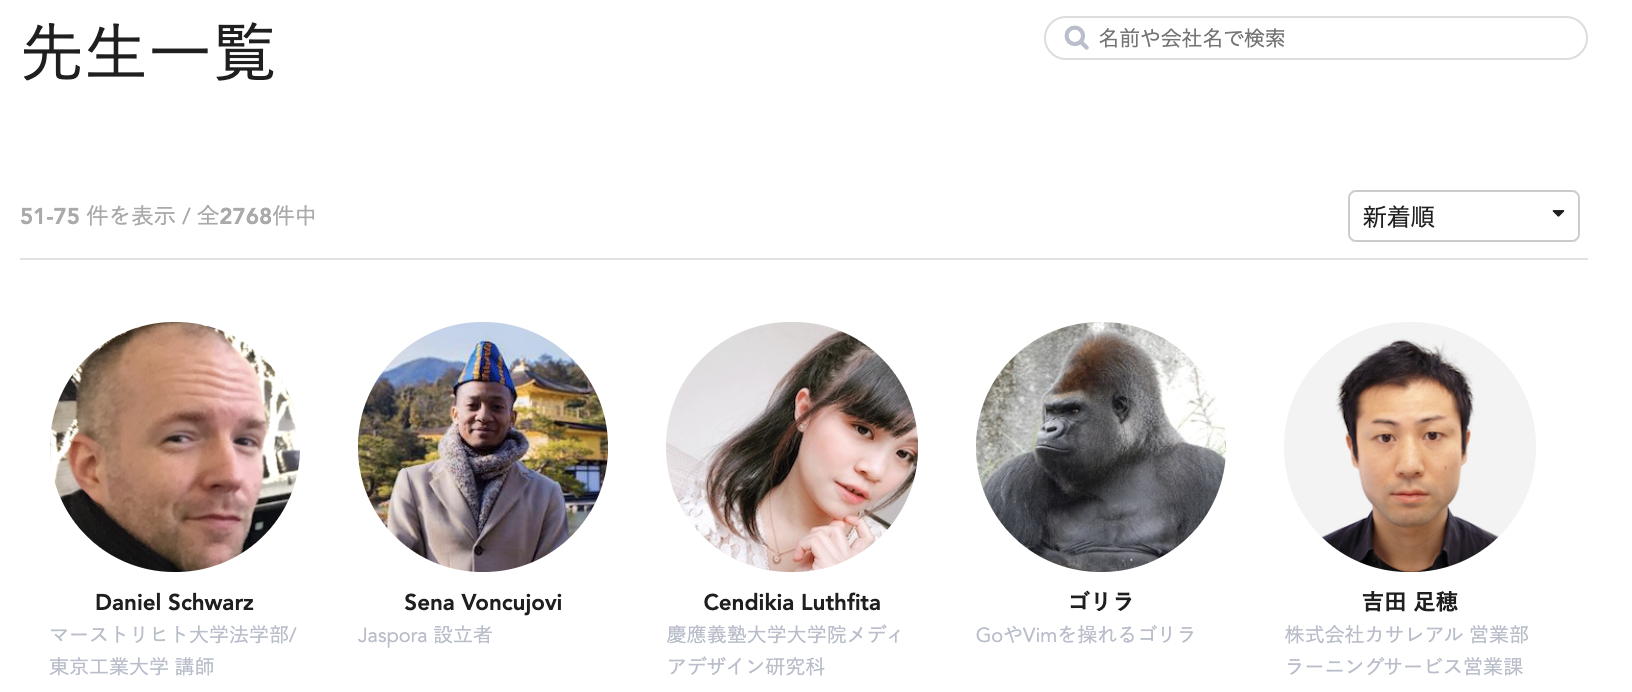 先生一覧
名前や会社名で検索
51-75 件を表示 / 全2768件中
新着順
Daniel Schwarz
マーストリヒト大学法学部/
東京工業大学 講師
Sena Voncujovi
Jaspora 設立者
Cendikia Luthfita
慶應義塾大学大学院メディ
アデザイン研究科
ゴリラ
GoやVimを操れるゴリラ
吉田 足穂
株式会社カサレアル 営業部
ラーニングサービス営業課